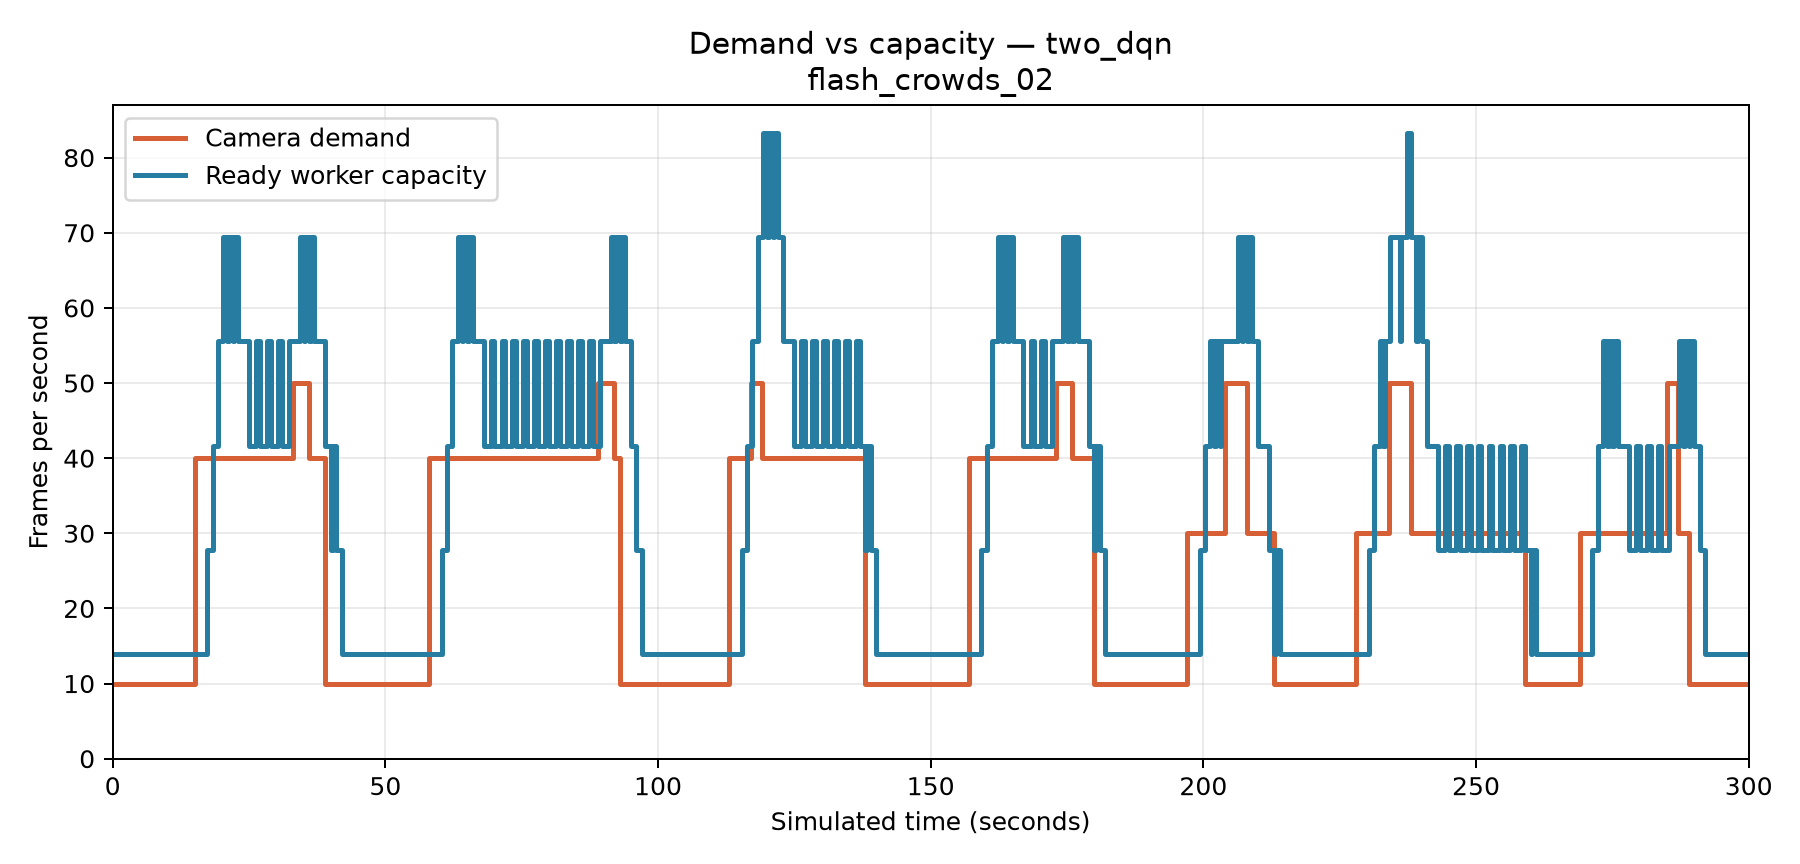 Demand vs capacity — two_dqn
flash_crowds_02
Camera demand
Ready worker capacity
Frames per second
80
70
60
50
40
30
20
10
0
0 50 100 150 200 250 300
Simulated time (seconds)